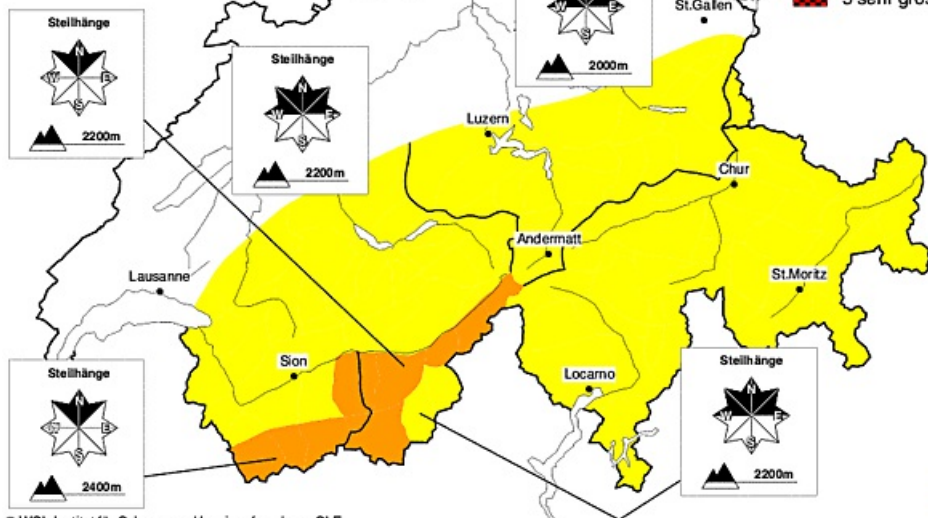 St.Gallen
Steilhänge
N
W E
S
2200m
Steilhänge
N
W E
S
2200m
W E
S
2000m
Luzern
Chur
Andermatt
Lausanne
St.Moritz
Sion
Locarno
Steilhänge
N
W E
S
2400m
Steilhänge
N
W E
S
2200m